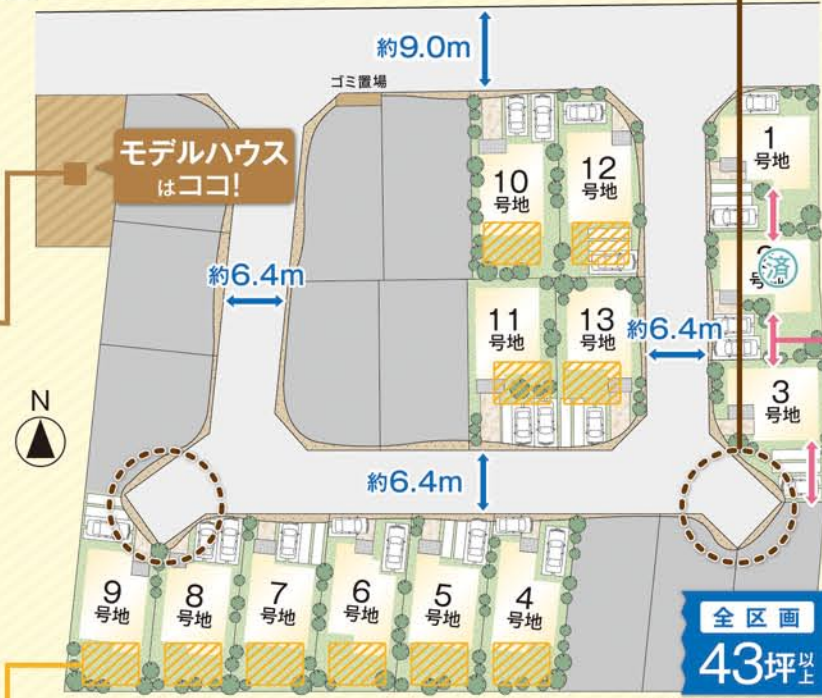 約9.0m
ゴミ置場
モデルハウス
はココ!
10
号地
12
号地
1
号地
済
号
約6.4m
11
号地
13
号地
約6.4m
3
号地
N
約6.4m
9
号地
8
号地
7
号地
6
号地
5
号地
4
号地
全区画
43坪以上